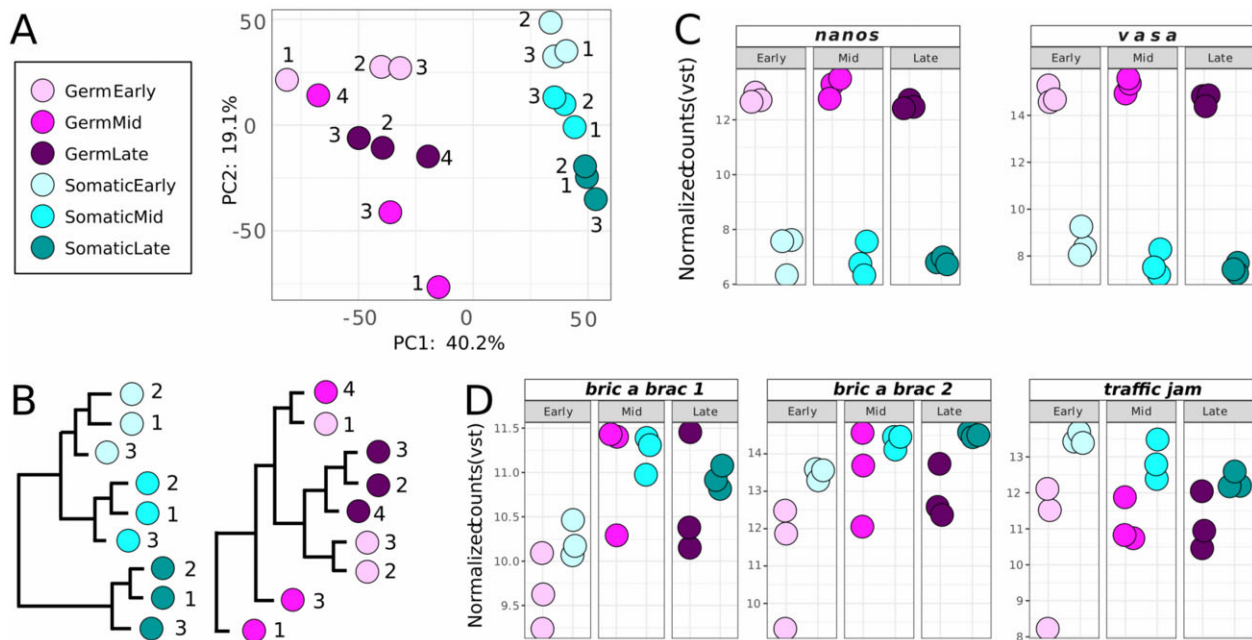 A
GermEarly
GermMid
GermLate
SomaticEarly
SomaticMid
SomaticLate
PC2: 19.1%
50
0
-50
1
2
3
4
3
2
4
3
1
2
3
1
3
2
1
2
1
3
-50
0
50
PC1: 40.2%
C
Normalizedcounts(vst)
nanos
Early
Mid
Late
12
10
8
6
vasa
Early
Mid
Late
14
12
10
8
B
2
1
3
2
1
3
2
1
3
4
1
3
2
4
3
2
3
1
D
Normalizedcounts(vst)
bric a brac 1
Early
Mid
Late
11.5
11.0
10.5
10.0
9.5
bric a brac 2
Early
Mid
Late
14
13
12
11
10
traffic jam
Early
Mid
Late
13
12
11
10
9
8